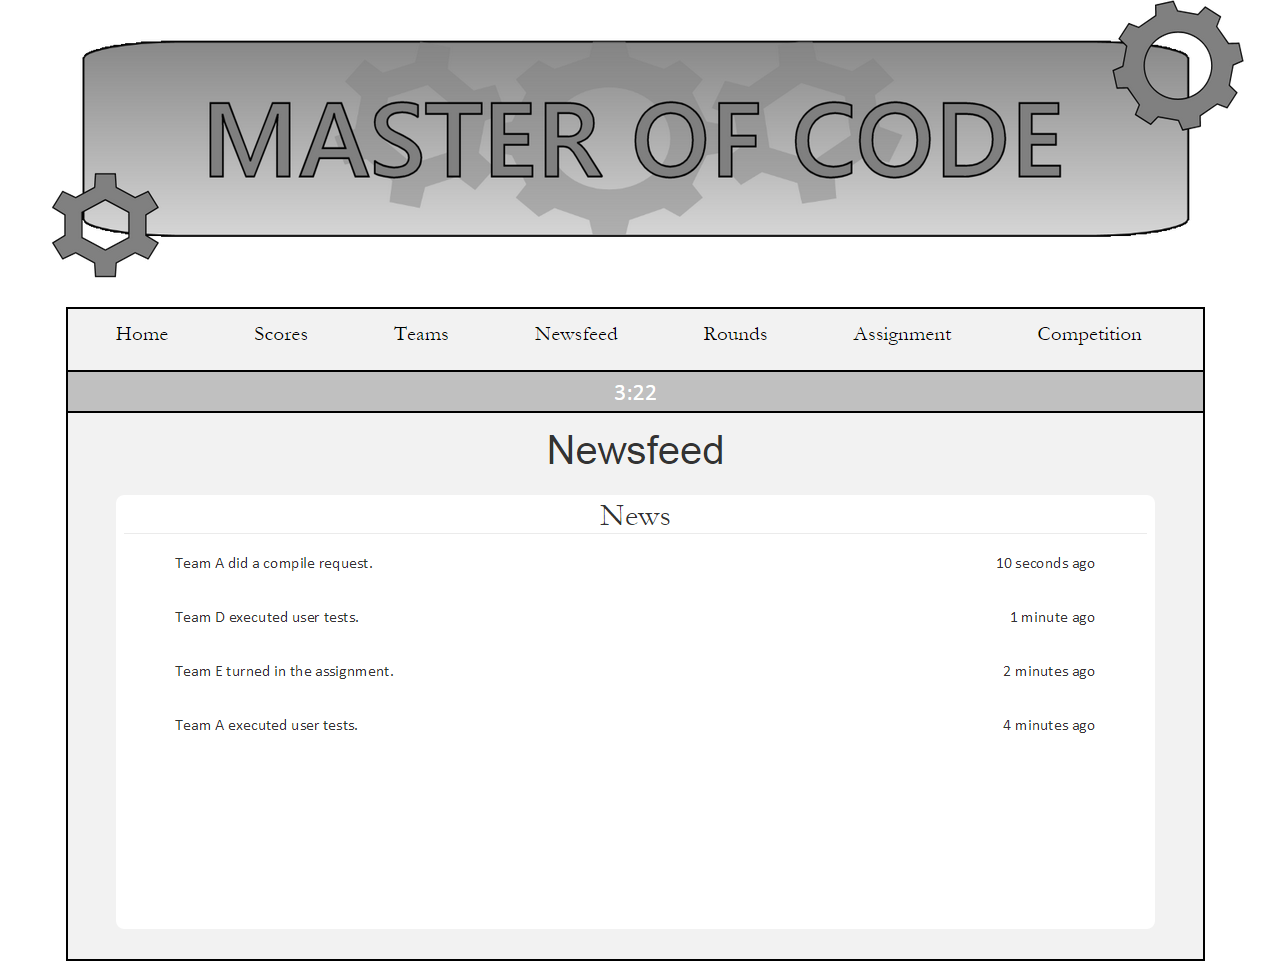 MASTER OF CODE
Home Scores Teams Newsfeed Rounds Assignment Competition
3:22
Newsfeed
News
Team A did a compile request. 10 seconds ago
Team D executed user tests. 1 minute ago
Team E turned in the assignment. 2 minutes ago
Team A executed user tests. 4 minutes ago